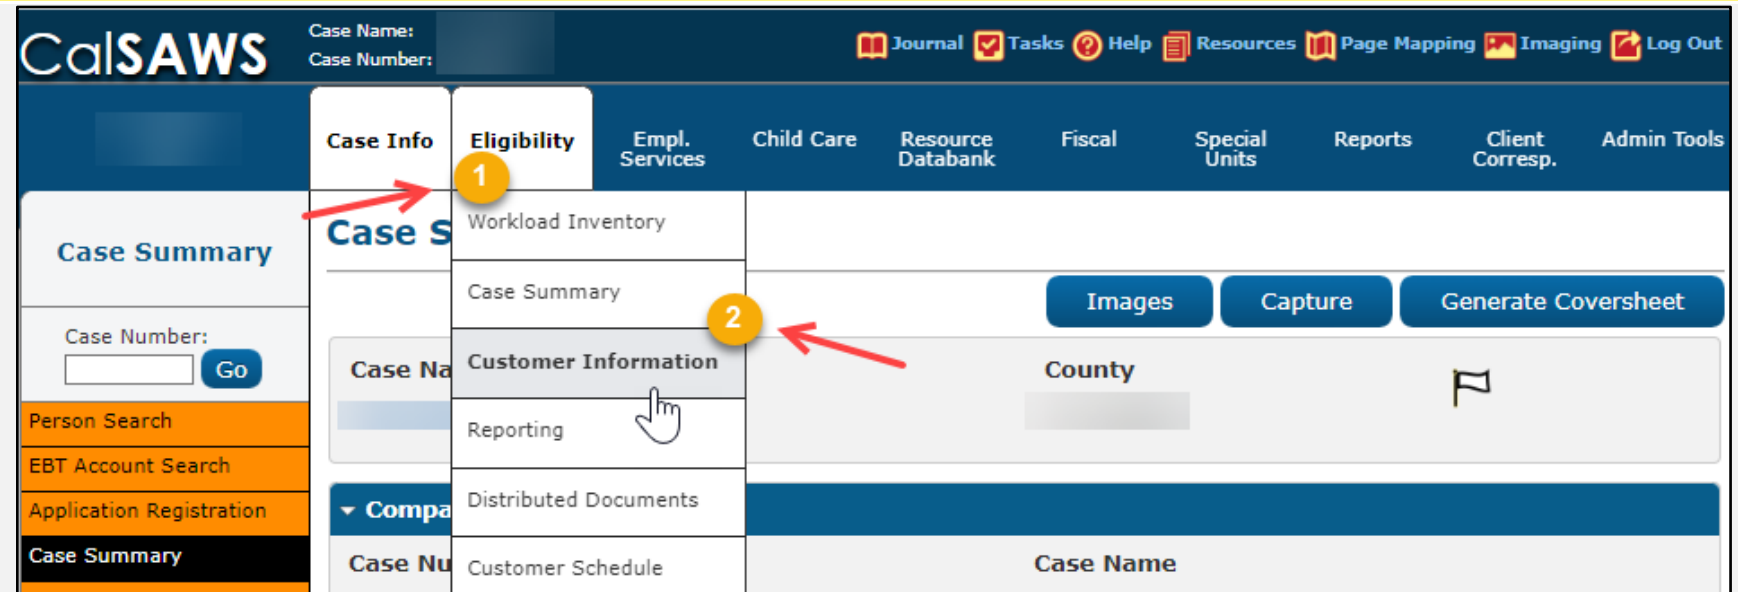 CalSAWS
Case Name:
Case Number:
Journal Tasks Help Resources Page Mapping Imaging Log Out
Case Info
Eligibility
Empl.
Services
Child Care
Resource
Databank
Fiscal
Special
Units
Reports
Client
Corresp.
Admin Tools
1
Case Summary
Case Number:
Go
Person Search
EBT Account Search
Application Registration
Case Summary
Workload Inventory
Case Summary
2
Customer Information
Reporting
Distributed Documents
Customer Schedule
Case S
Images
Capture
Generate Coversheet
Case Na
County
Compa
Case Nu
Case Name